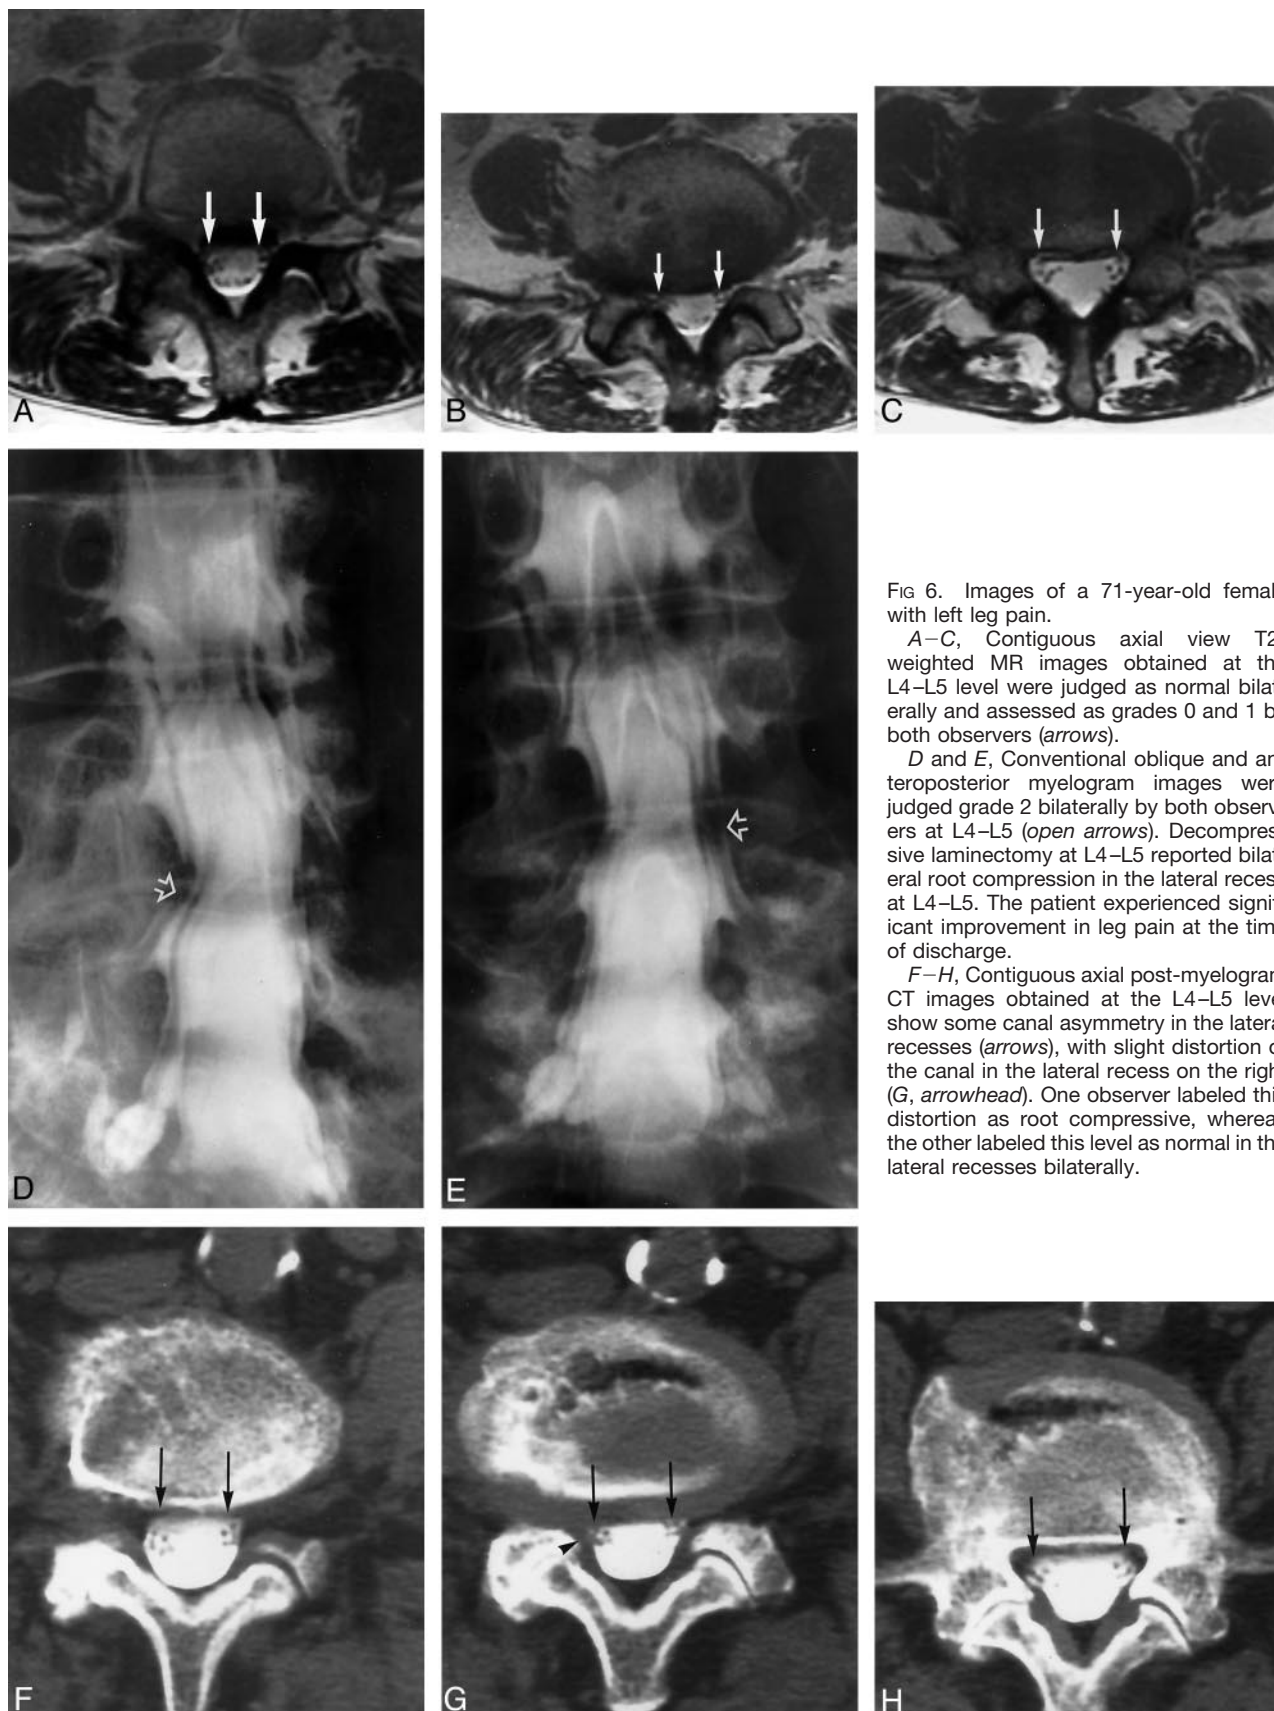 A
B
C
D
E
FIG 6. Images of a 71-year-old femal
with left leg pain.
A–C, Contiguous axial view T2
weighted MR images obtained at th
L4–L5 level were judged as normal bilat
erally and assessed as grades 0 and 1 b
both observers (arrows).
D and E, Conventional oblique and an
teroposterior myelogram images wer
judged grade 2 bilaterally by both observ
ers at L4–L5 (open arrows). Decompres
sive laminectomy at L4–L5 reported bilat
eral root compression in the lateral reces
at L4–L5. The patient experienced signif
icant improvement in leg pain at the tim
of discharge.
F–H, Contiguous axial post-myelogram
CT images obtained at the L4–L5 leve
show some canal asymmetry in the latera
recesses (arrows), with slight distortion o
the canal in the lateral recess on the righ
(G, arrowhead). One observer labeled thi
distortion as root compressive, wherea
the other labeled this level as normal in th
lateral recesses bilaterally.
F
G
H